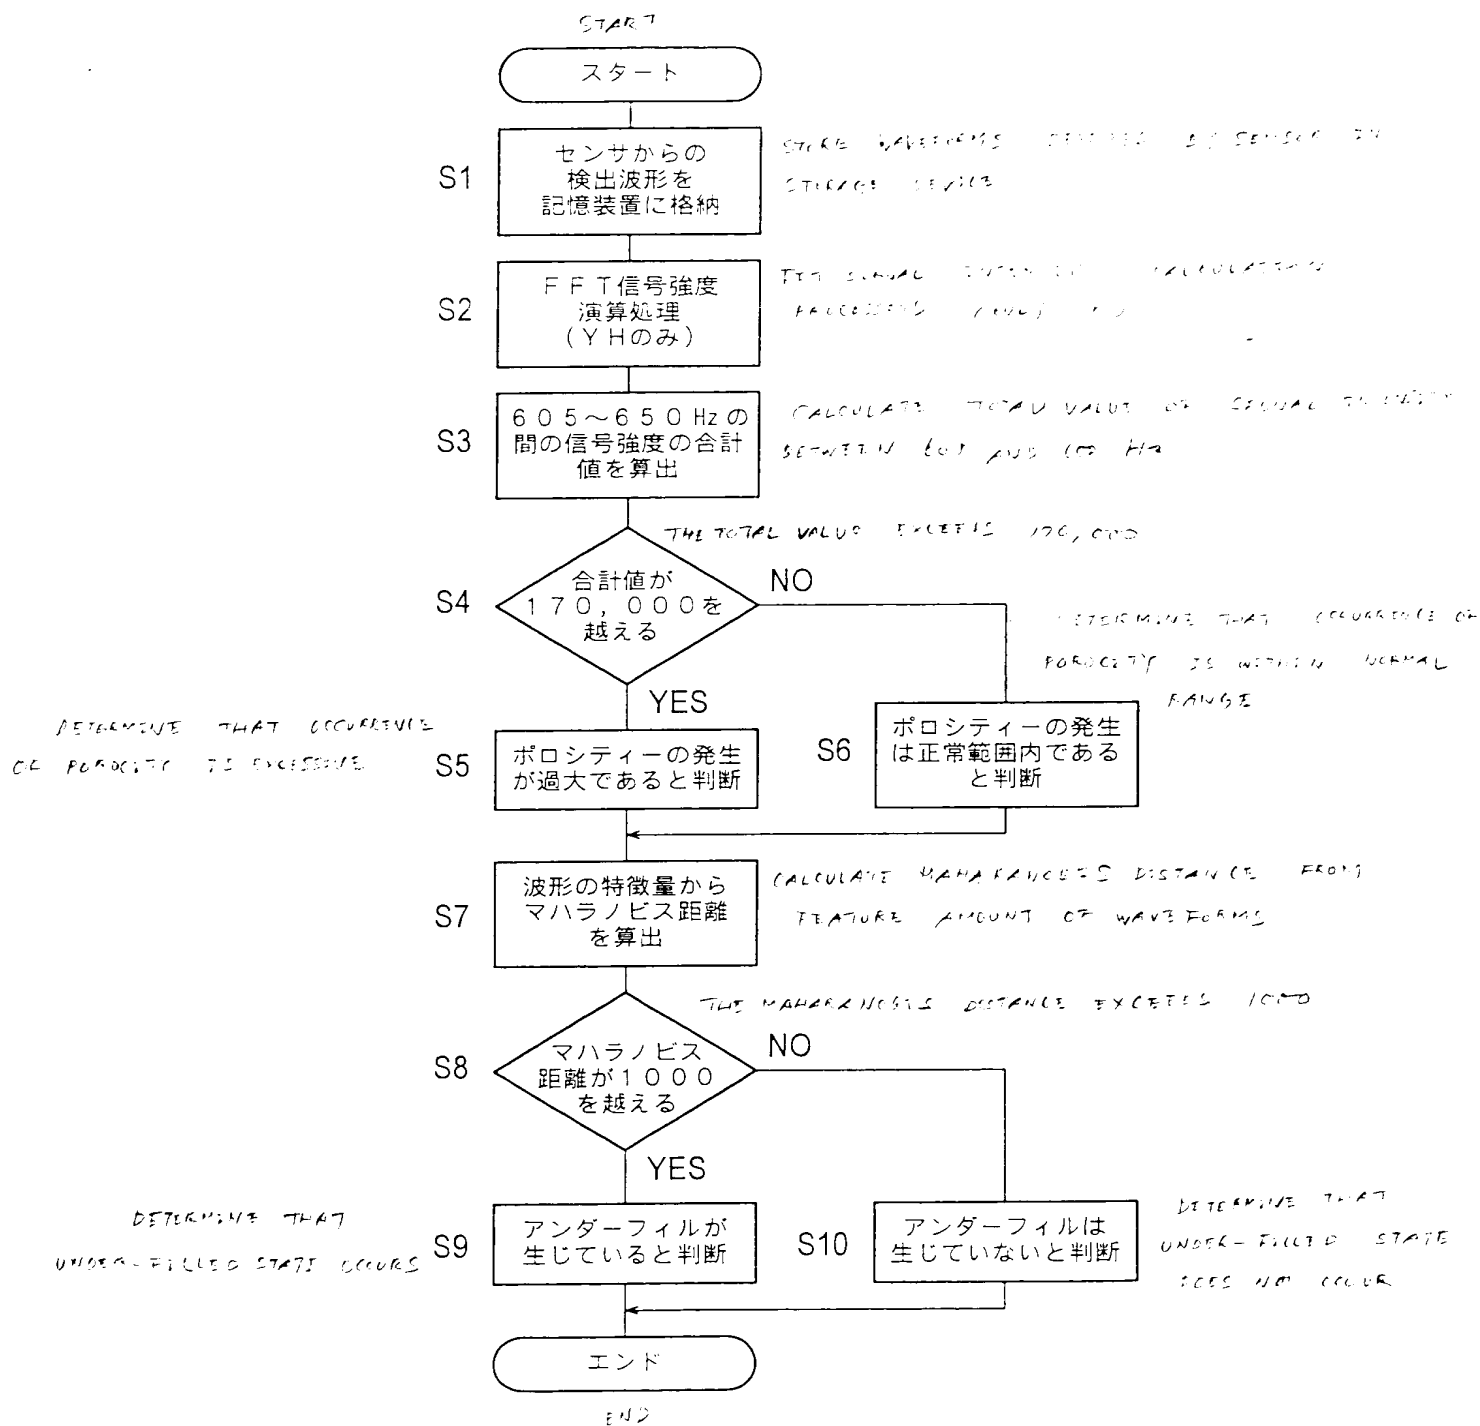 START
スタート
S1
センサからの
検出波形を
記憶装置に格納
STORE WAVEFORMS BY SENSOR IN
STORAGE DEVICE
S2
ＦＦＴ信号強度
演算処理
(ＹＨのみ)
FFT SIGNAL CALCULATION
S3
６０５～６５０Hzの
間の信号強度の合計
値を算出
CALCULATE TOTAL VALUE OF SIGNAL
BETWEEN 605 AND Hz
THE TOTAL VALUE EXCEEDS 170,000
S4
合計値が
１７０，０００を
越える
NO
YES
DETERMINE THAT OCCURRENCE OF
POROCITY IS WITHIN NORMAL
RANGE
DETERMINE THAT OCCURRENCE
OF POROCITY IS EXCESSIVE
S5
ポロシティーの発生
が過大であると判断
S6
ポロシティーの発生
は正常範囲内である
と判断
S7
波形の特徴量から
マハラノビス距離
を算出
CALCULATE DISTANCE FROM
FEATURE AMOUNT OF WAVEFORMS
THE DISTANCE EXCEEDS 1000
S8
マハラノビス
距離が１０００
を越える
NO
YES
DETERMINE THAT
UNDER-FILLED STATE OCCURS
S9
アンダーフィルが
生じていると判断
S10
アンダーフィルは
生じていないと判断
DETERMINE THAT
UNDER-FILLED STATE
DOES NOT OCCUR
エンド
END